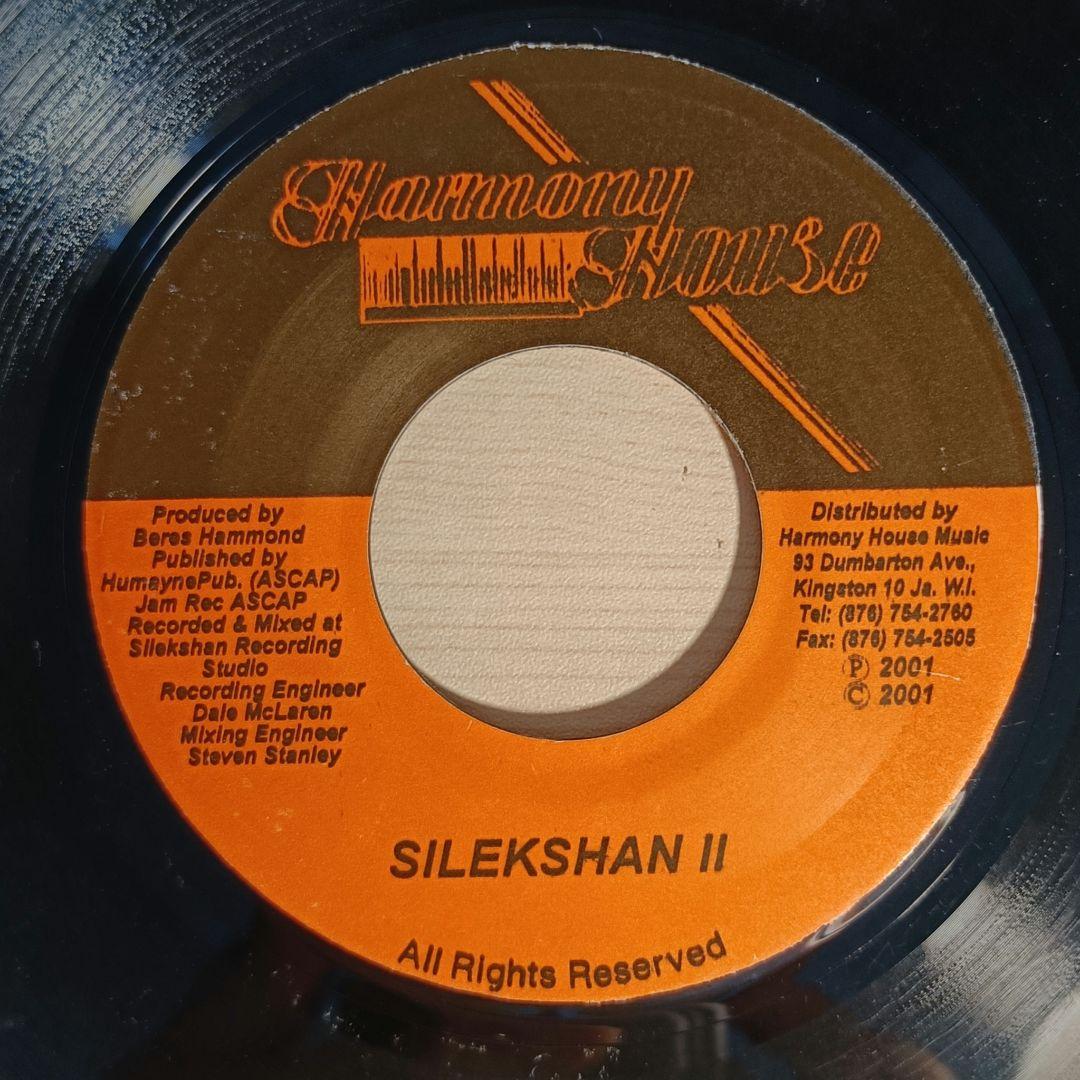 Harmony
House
Produced by
Beres Hammond
Published by
HumaynePub. (ASCAP)
Jam Rec ASCAP
Recorded & Mixed at
Silekshan Recording
Studio
Recording Engineer
Dale McLaren
Mixing Engineer
Steven Stanley
Distributed by
Harmony House Music
93 Dumbarton Ave.,
Kingston 10 Ja. W.I.
Tel: (876) 754-2760
Fax: (876) 754-2505
℗ 2001
© 2001
SILEKSHAN II
All Rights Reserved